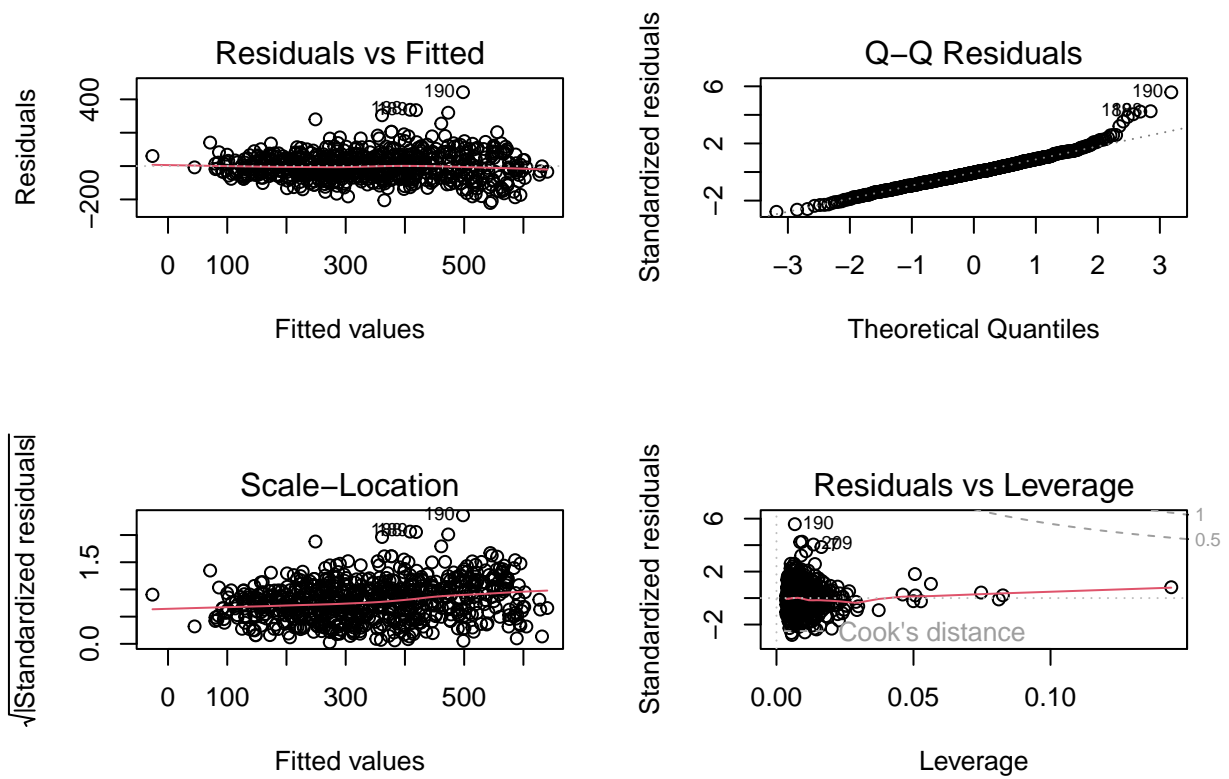 Residuals vs Fitted
Residuals
400
−200
190
0 100 300 500
Fitted values
Q−Q Residuals
Standardized residuals
6
2
−2
190
−3 −2 −1 0 1 2 3
Theoretical Quantiles
Scale−Location
√|Standardized residuals|
1.5
0.0
190
0 100 300 500
Fitted values
Residuals vs Leverage
Standardized residuals
6
2
−2
190
1
0.5
Cook's distance
0.00 0.05 0.10
Leverage